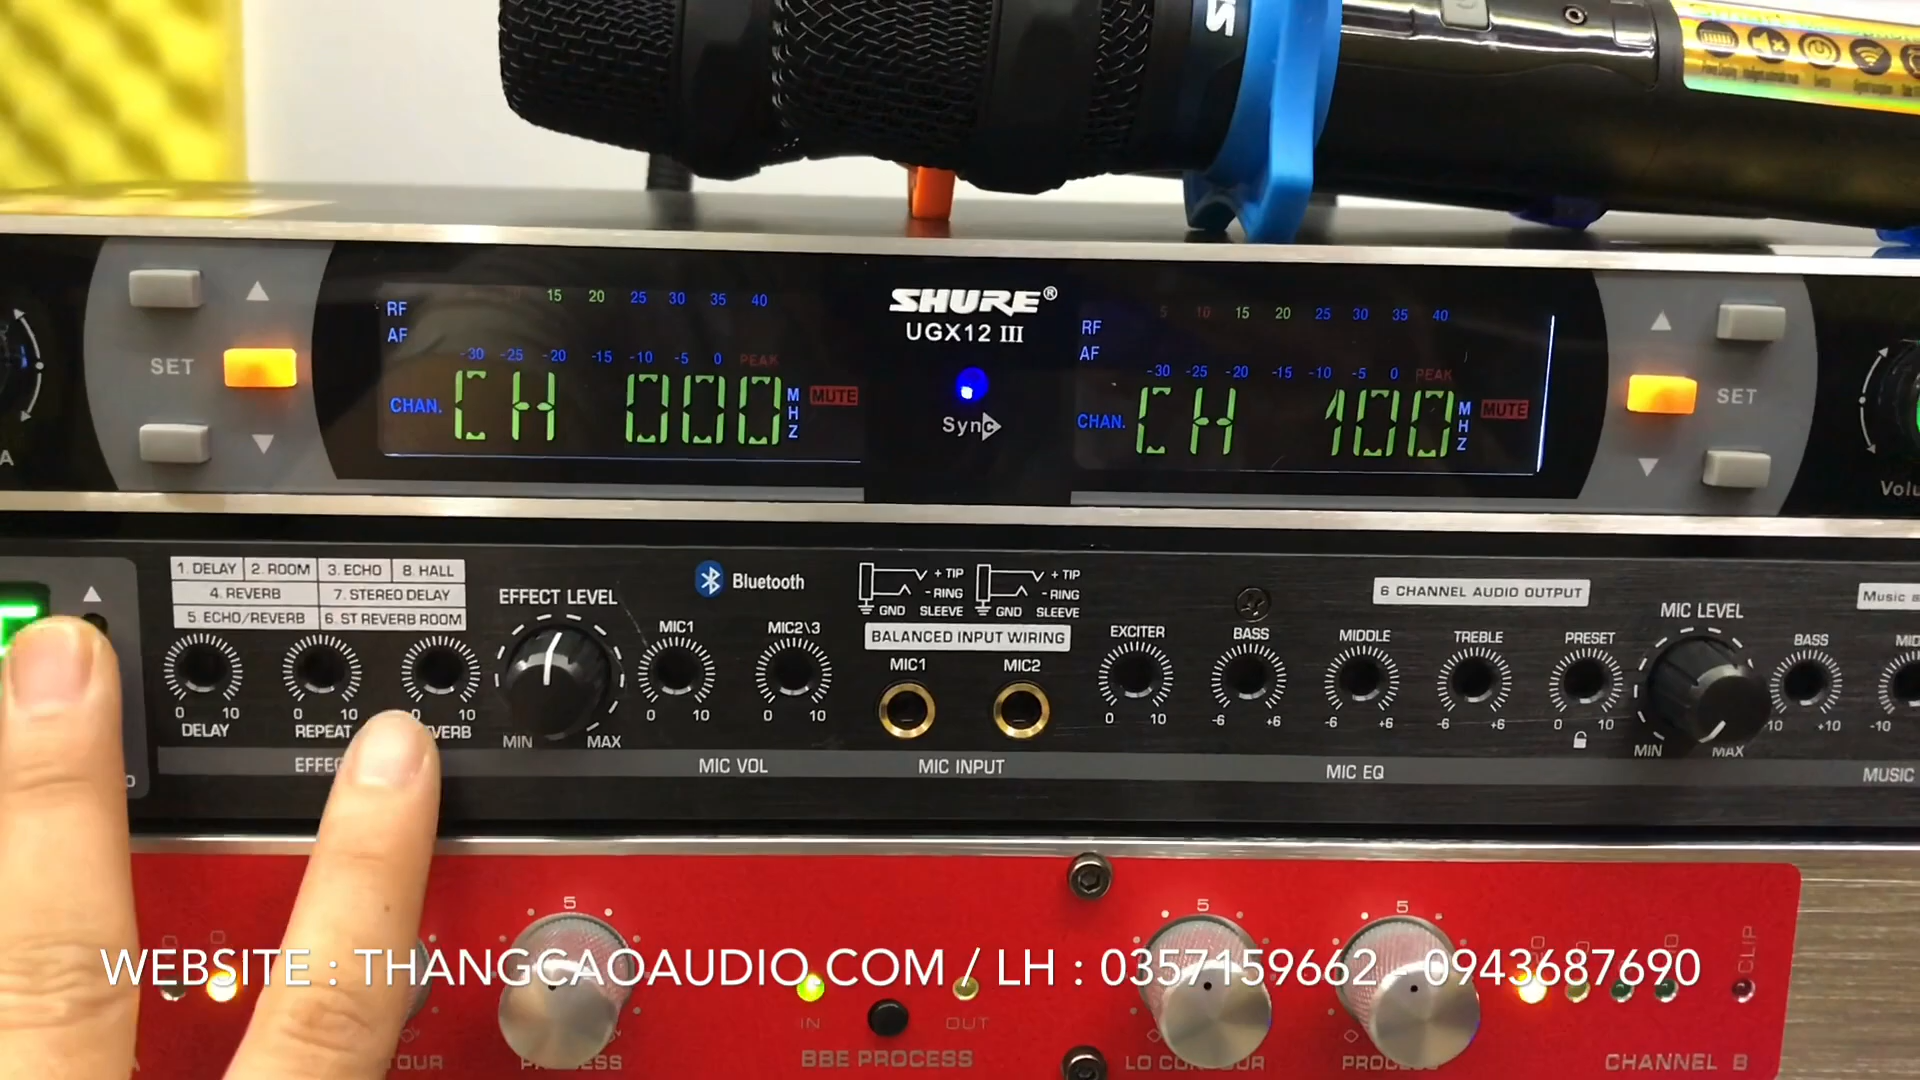 RF 15 20 25 30 35 40
AF
-30 -25 -20 -15 -10 -5 0 PEAK
CHAN. CH 000 MHZ MUTE
SET
SHURE®
UGX12 III
Sync
RF 5 10 15 20 25 30 35 40
AF
-30 -25 -20 -15 -10 -5 0 PEAK
CHAN. CH 100 MHZ MUTE
SET
1. DELAY 2. ROOM 3. ECHO 8. HALL
4. REVERB 7. STEREO DELAY
5. ECHO/REVERB 6. ST REVERB ROOM
0 10 0 10 0 10
DELAY REPEAT
EFFECT LEVEL
MIN MAX
Bluetooth
MIC1 MIC2\3
0 10 0 10
MIC VOL
+ TIP + TIP
- RING - RING
GND SLEEVE GND SLEEVE
BALANCED INPUT WIRING
MIC1 MIC2
MIC INPUT
6 CHANNEL AUDIO OUTPUT
EXCITER BASS MIDDLE TREBLE PRESET
0 10 -6 +6 -6 +6 -6 +6 0 10
MIC EQ
MIC LEVEL
MIN MAX
Music
BASS
10 +10 -10
MUSIC
5 5 5
WEBSITE : THANGCAOAUDIO.COM / LH : 0357159662 - 0943687690
IN OUT
BBE PROCESS
CLIP
CHANNEL B